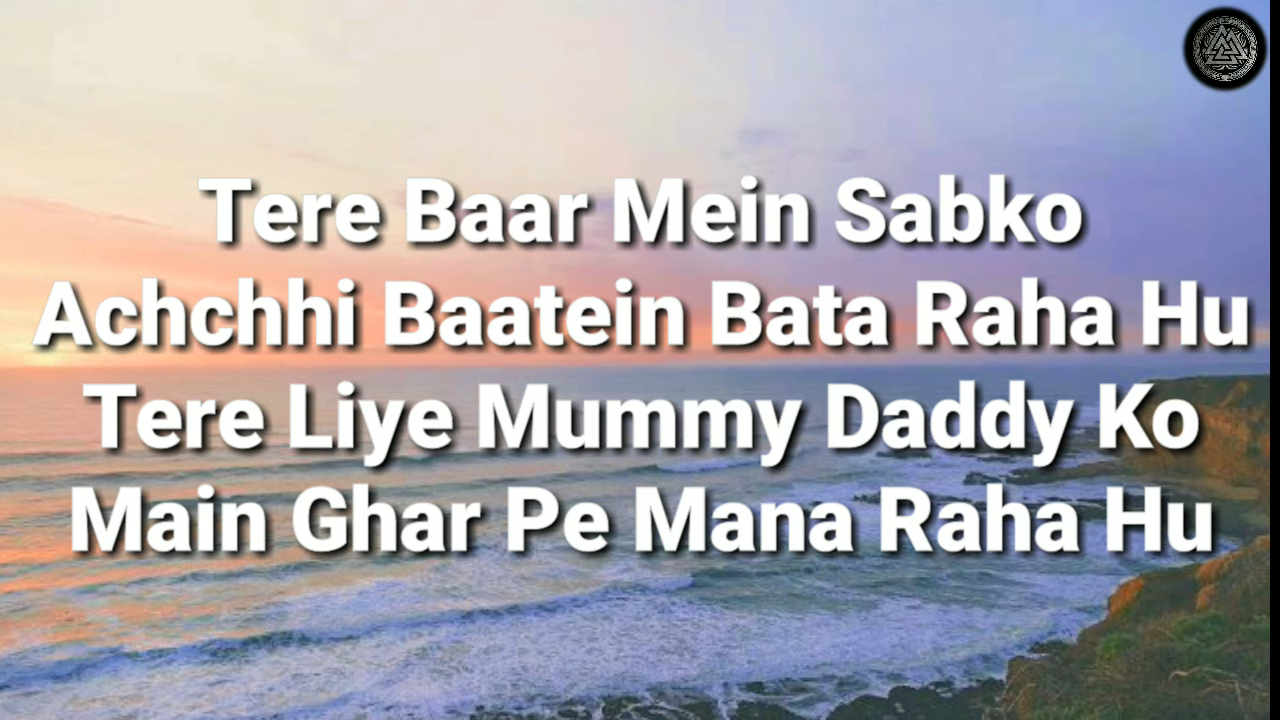 Tere Baar Mein Sabko
Achchhi Baatein Bata Raha Hu
Tere Liye Mummy Daddy Ko
Main Ghar Pe Mana Raha Hu